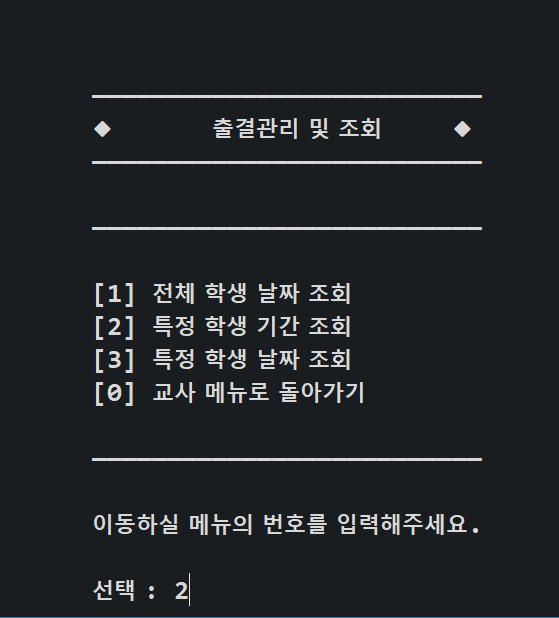 ◆ 출결관리 및 조회 ◆
[1] 전체 학생 날짜 조회
[2] 특정 학생 기간 조회
[3] 특정 학생 날짜 조회
[0] 교사 메뉴로 돌아가기
이동하실 메뉴의 번호를 입력해주세요.
선택 : 2